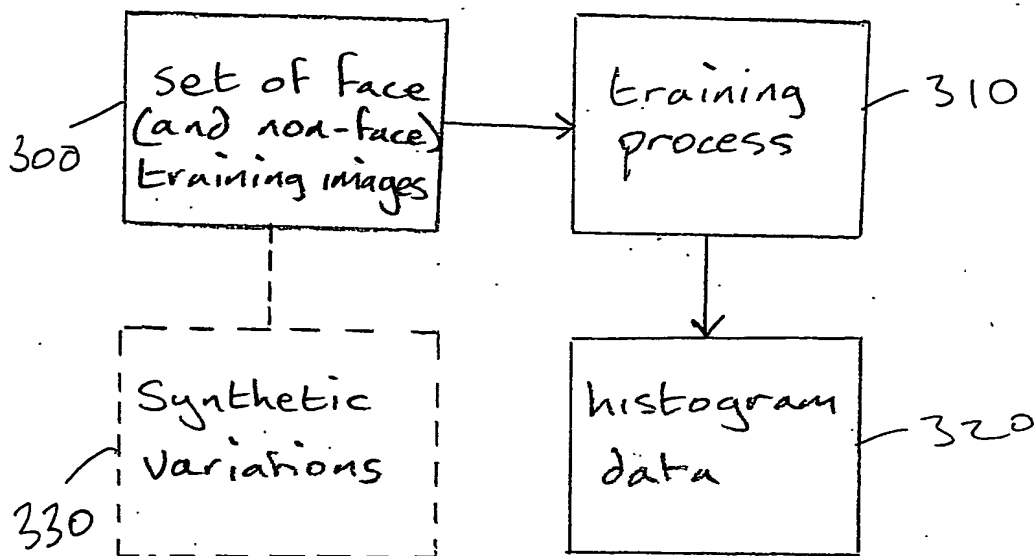 set of face
(and non-face)
training images
300
training
process
310
Synthetic
variations
330
histogram
data
320